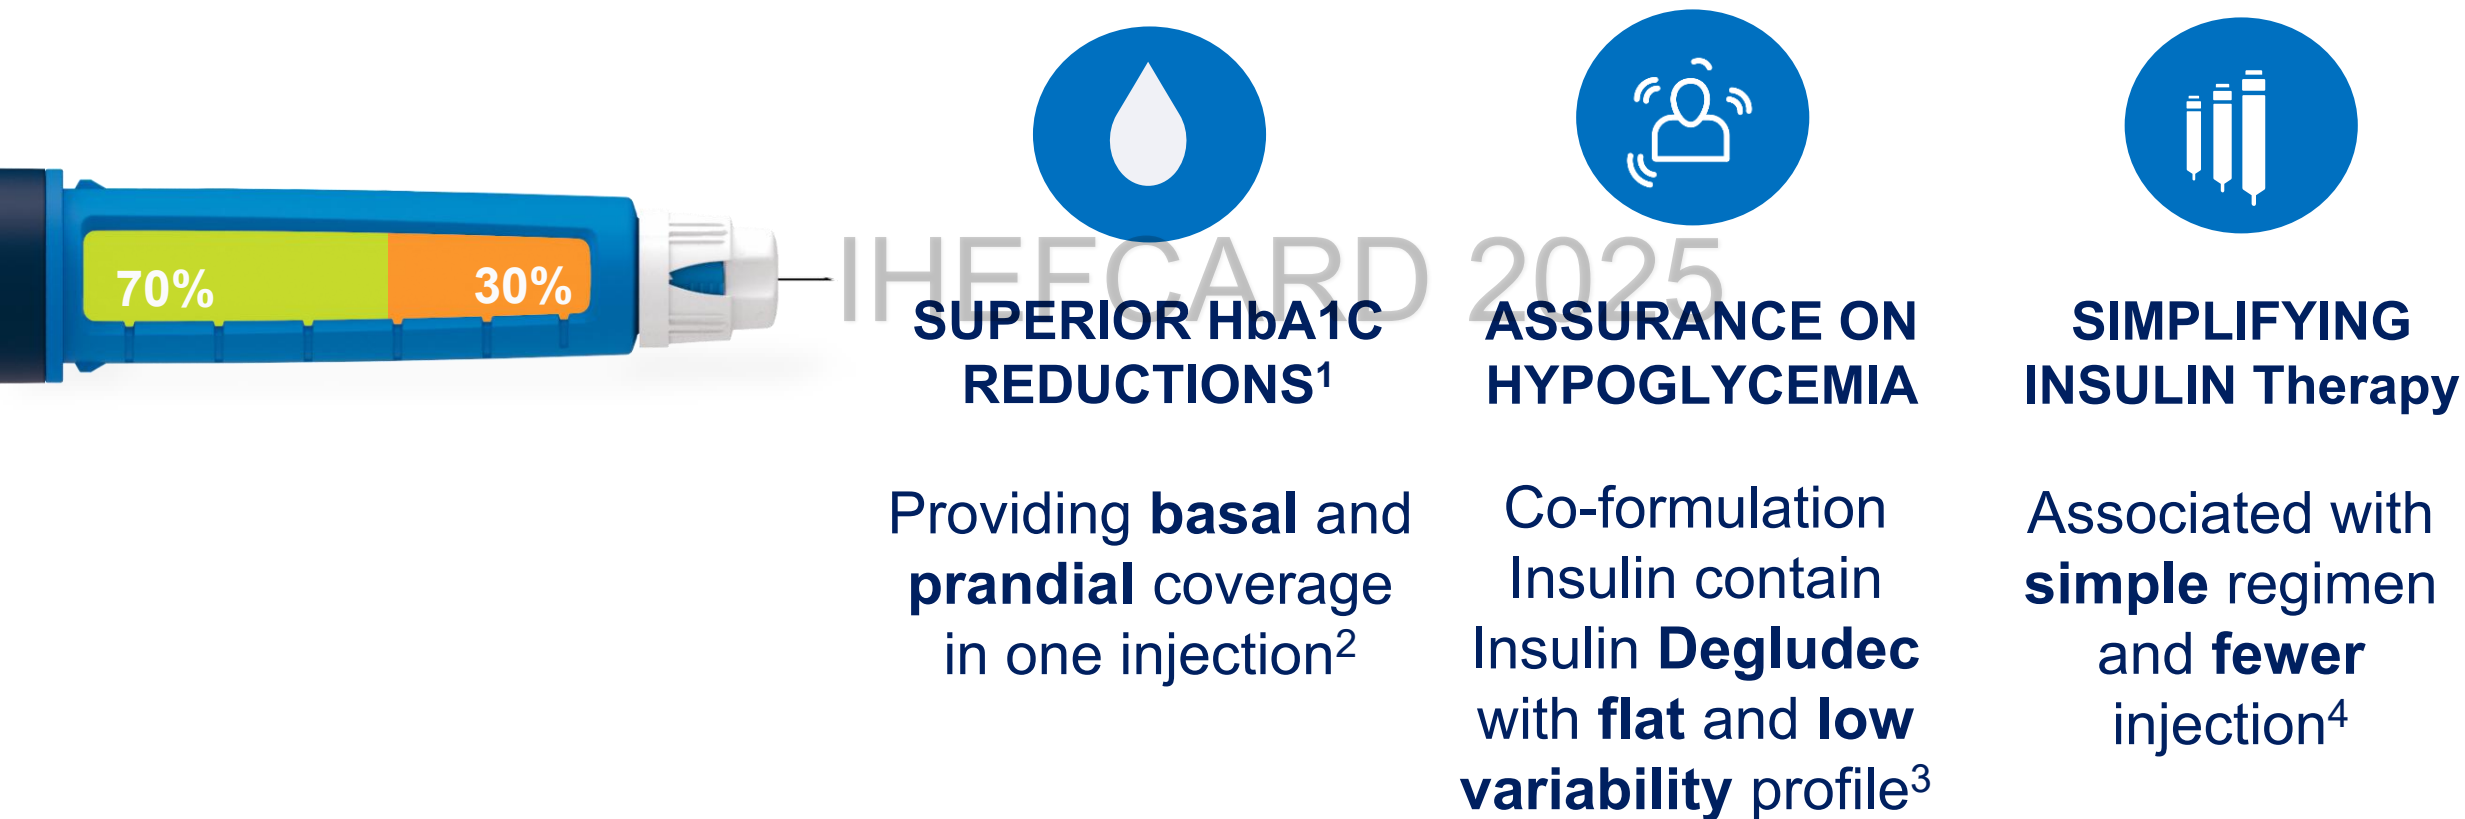 70%
30%
IHEFCARD 2025
SUPERIOR HbA1C
REDUCTIONS¹
Providing basal and
prandial coverage
in one injection²
ASSURANCE ON
HYPOGLYCEMIA
Co-formulation
Insulin contain
Insulin Degludec
with flat and low
variability profile³
SIMPLIFYING
INSULIN Therapy
Associated with
simple regimen
and fewer
injection⁴